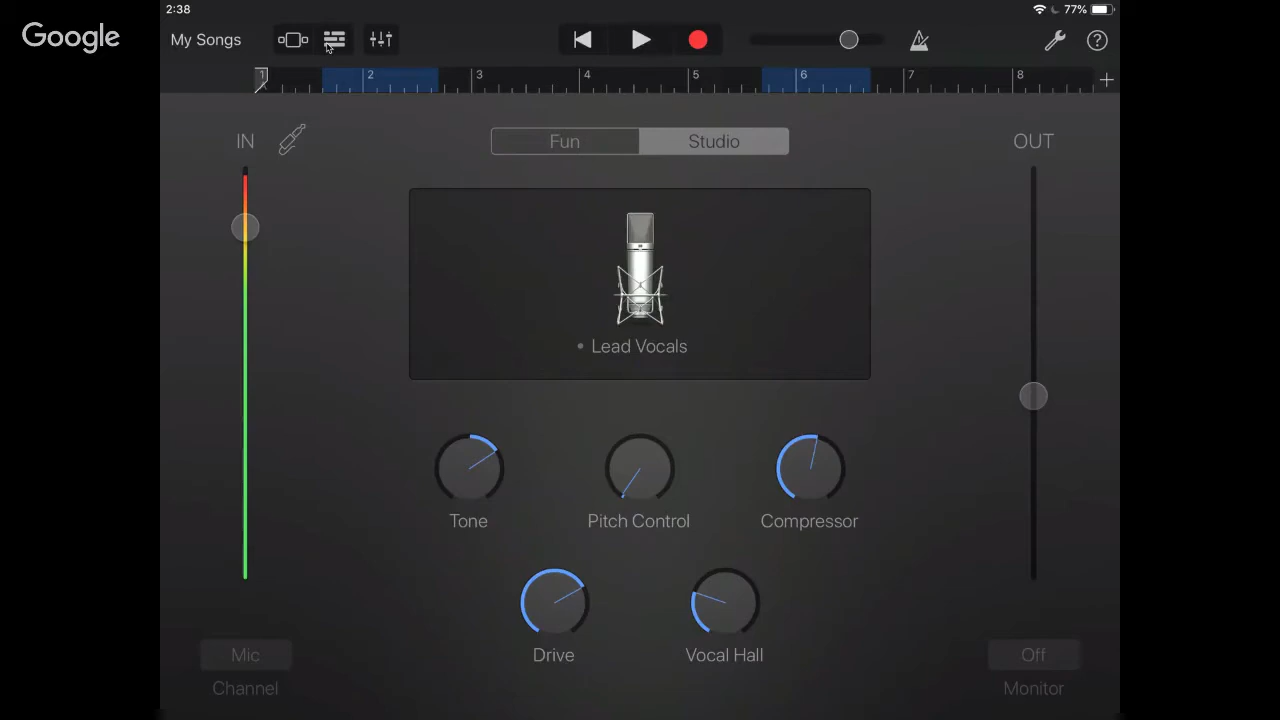 2:38
77%
Google
My Songs
1 2 3 4 5 6 7 8
IN
Fun
Studio
OUT
Lead Vocals
Tone
Pitch Control
Compressor
Drive
Vocal Hall
Mic
Channel
Off
Monitor